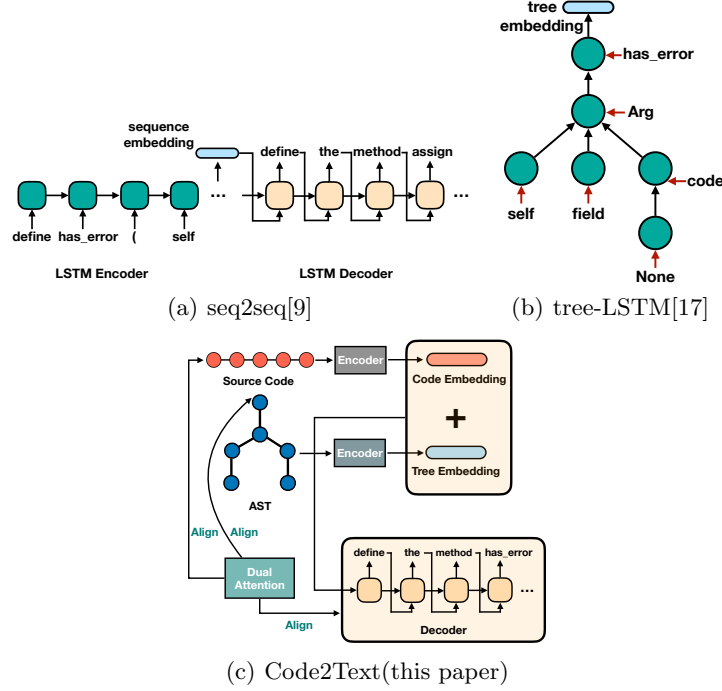 sequence
embedding
define
the
method
assign
...
...
define
has_error
(
self
LSTM Encoder
LSTM Decoder
(a) seq2seq[9]
tree
embedding
has_error
Arg
code
self
field
None
(b) tree-LSTM[17]
Source Code
Encoder
Code Embedding
+
AST
Encoder
Tree Embedding
Align
Align
Dual
Attention
Align
define
the
method
has_error
...
Decoder
(c) Code2Text(this paper)